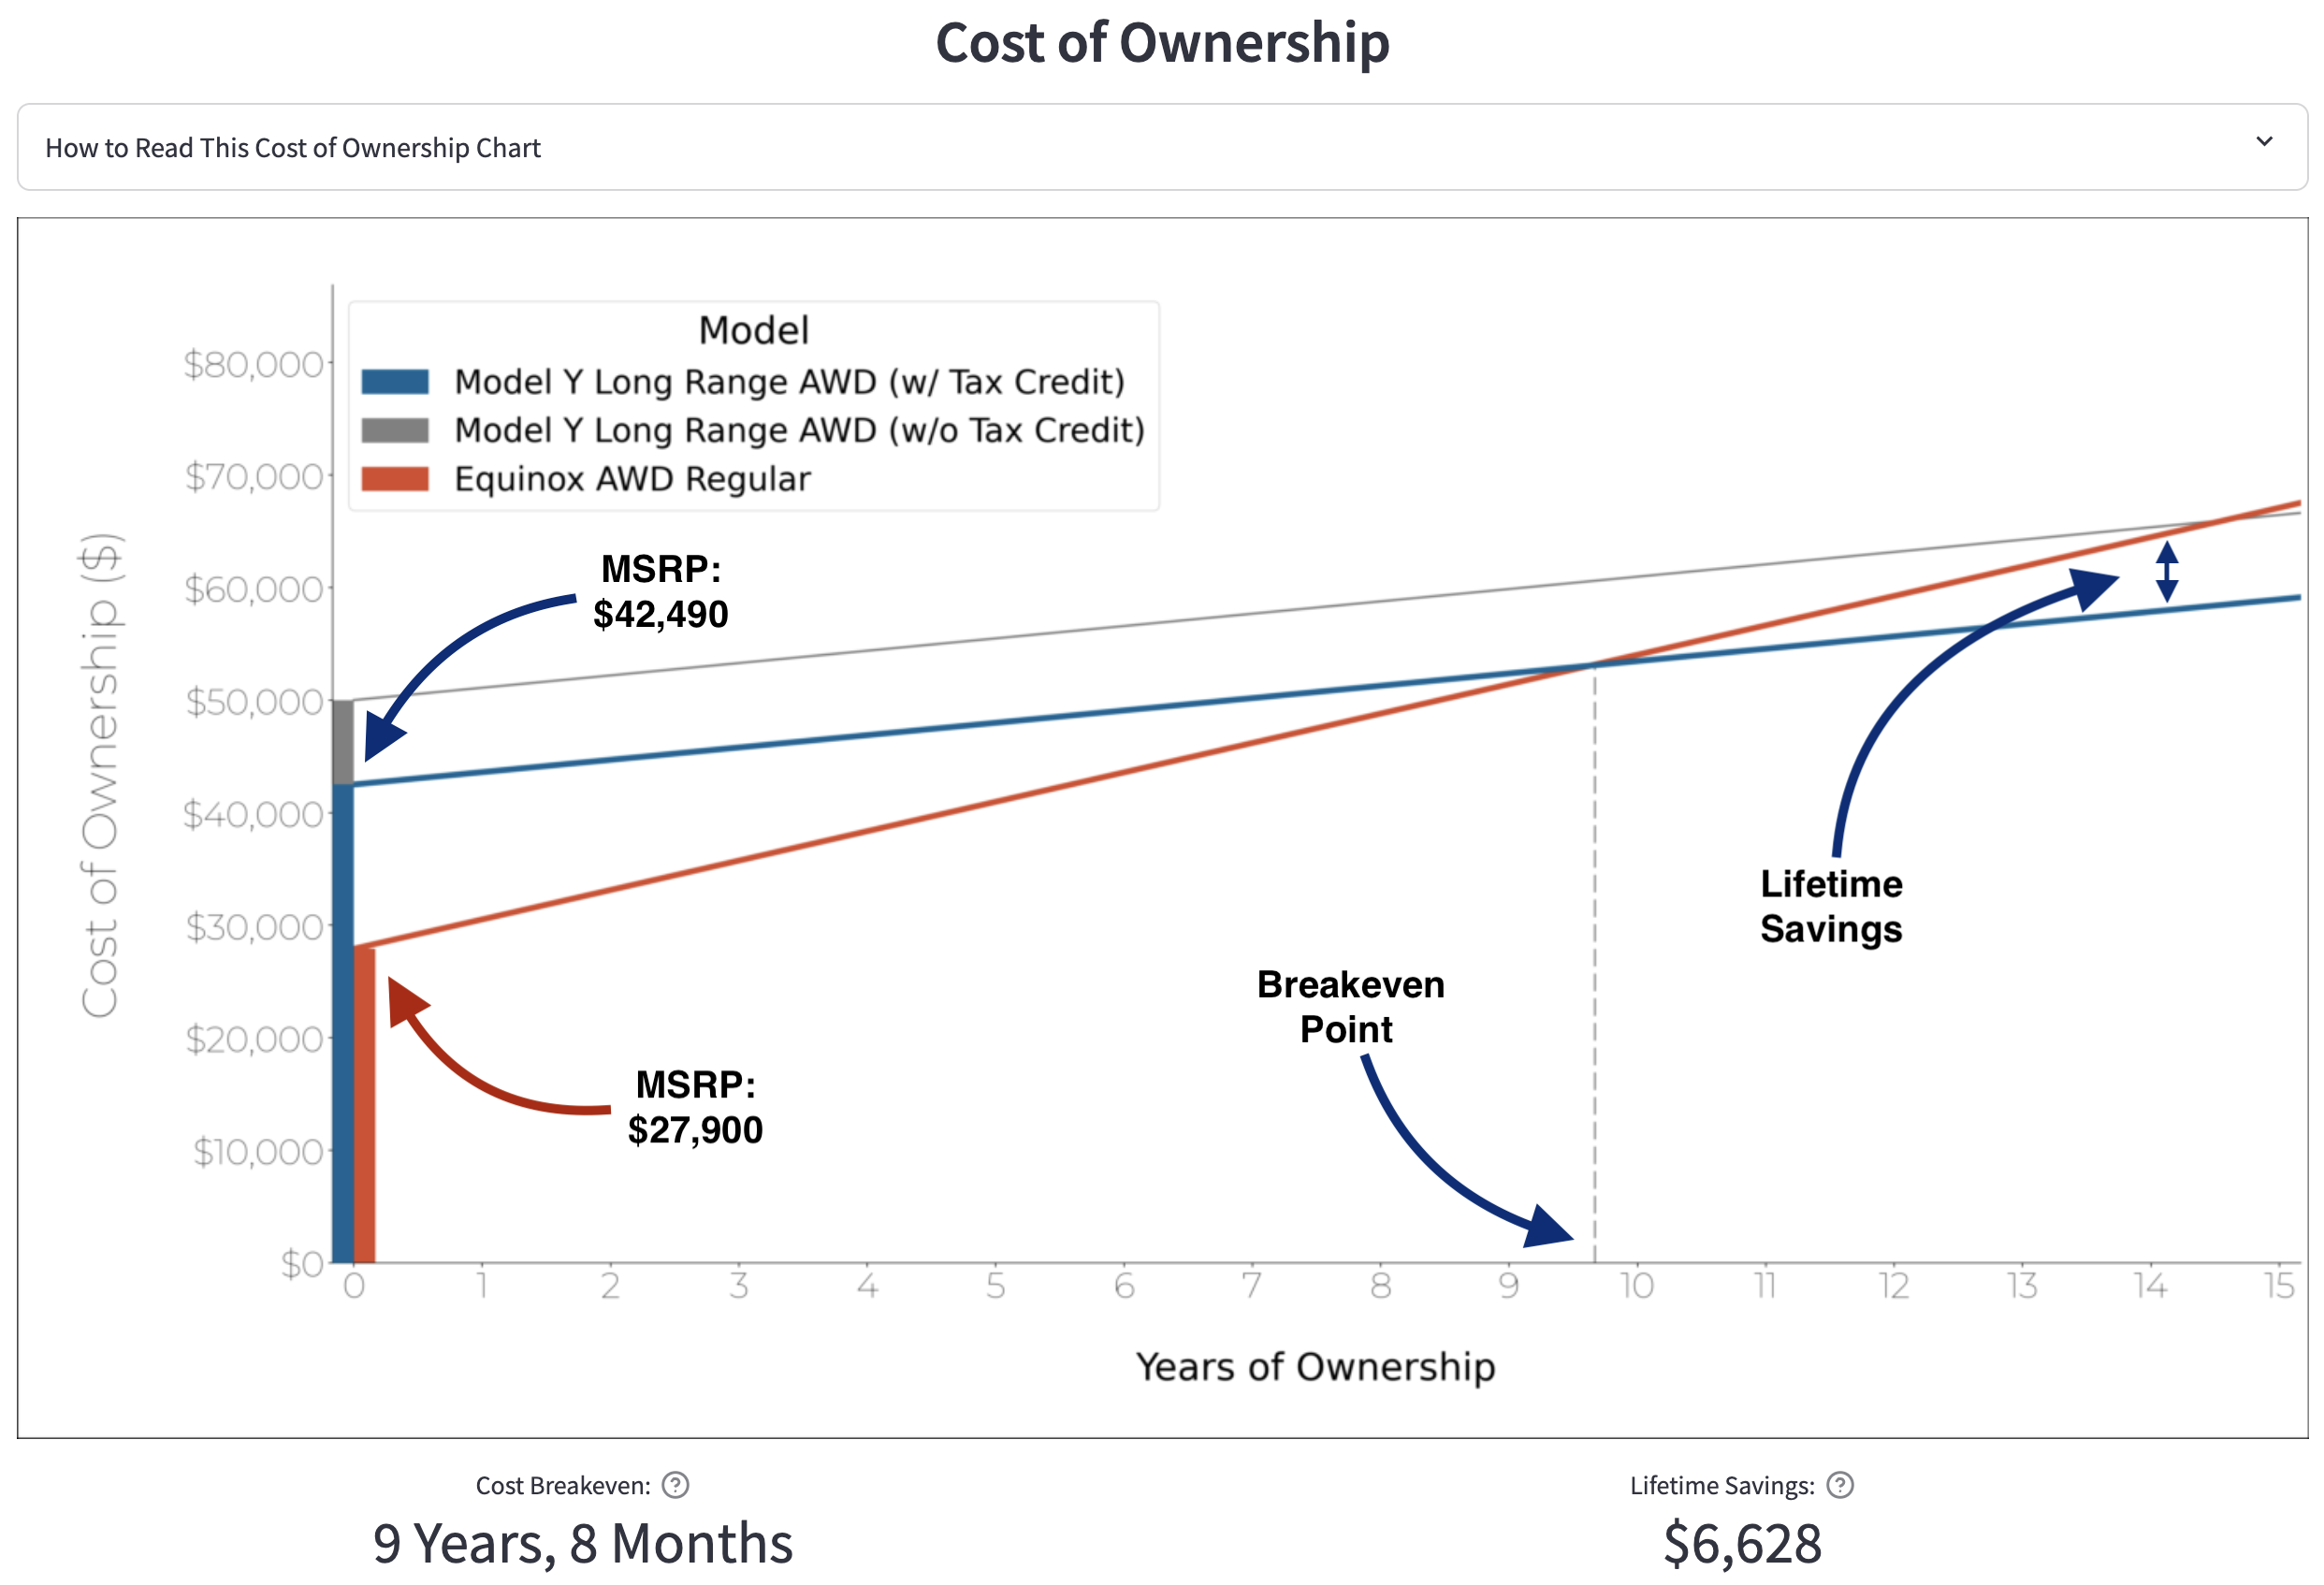 Cost of Ownership
How to Read This Cost of Ownership Chart
Model
Model Y Long Range AWD (w/ Tax Credit)
Model Y Long Range AWD (w/o Tax Credit)
Equinox AWD Regular
Cost of Ownership ($)
$80,000
$70,000
$60,000
$50,000
$40,000
$30,000
$20,000
$10,000
$0
MSRP:
$42,490
MSRP:
$27,900
Breakeven
Point
Lifetime
Savings
0 1 2 3 4 5 6 7 8 9 10 11 12 13 14 15
Years of Ownership
Cost Breakeven: ?
9 Years, 8 Months
Lifetime Savings: ?
$6,628